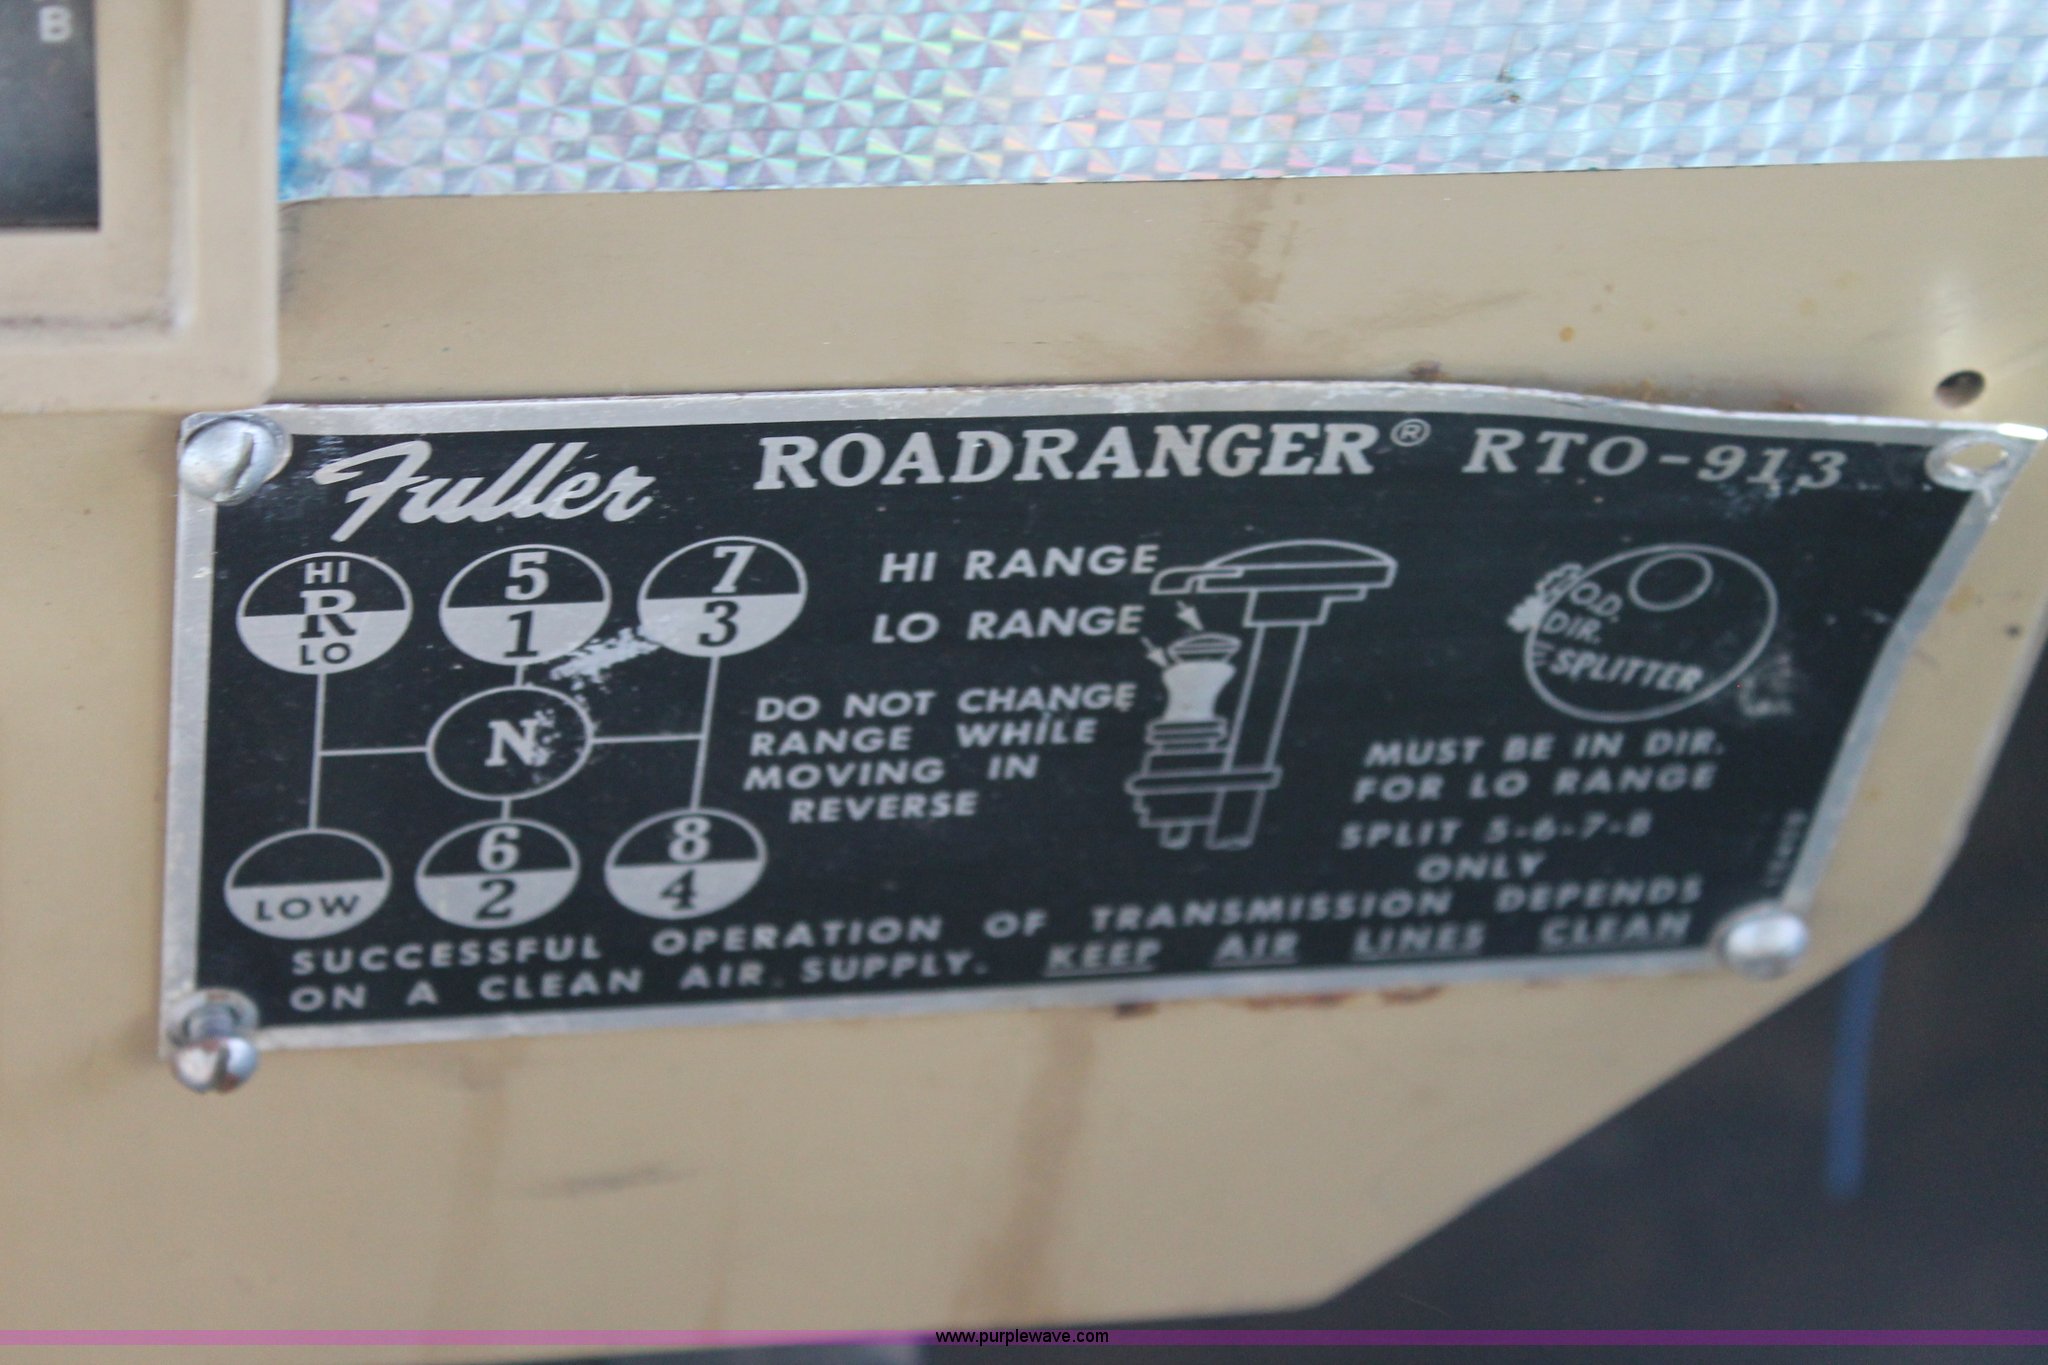 B
Fuller ROADRANGER® RTO-913
HI
R
LO
5
1
7
3
N
LOW
6
2
8
4
HI RANGE
LO RANGE
DO NOT CHANGE
RANGE WHILE
MOVING IN
REVERSE
O.D.
DIR.
SPLITTER
MUST BE IN DIR.
FOR LO RANGE
SPLIT 5-6-7-8
ONLY
SUCCESSFUL OPERATION OF TRANSMISSION DEPENDS
ON A CLEAN AIR SUPPLY. KEEP AIR LINES CLEAN
www.purplewave.com